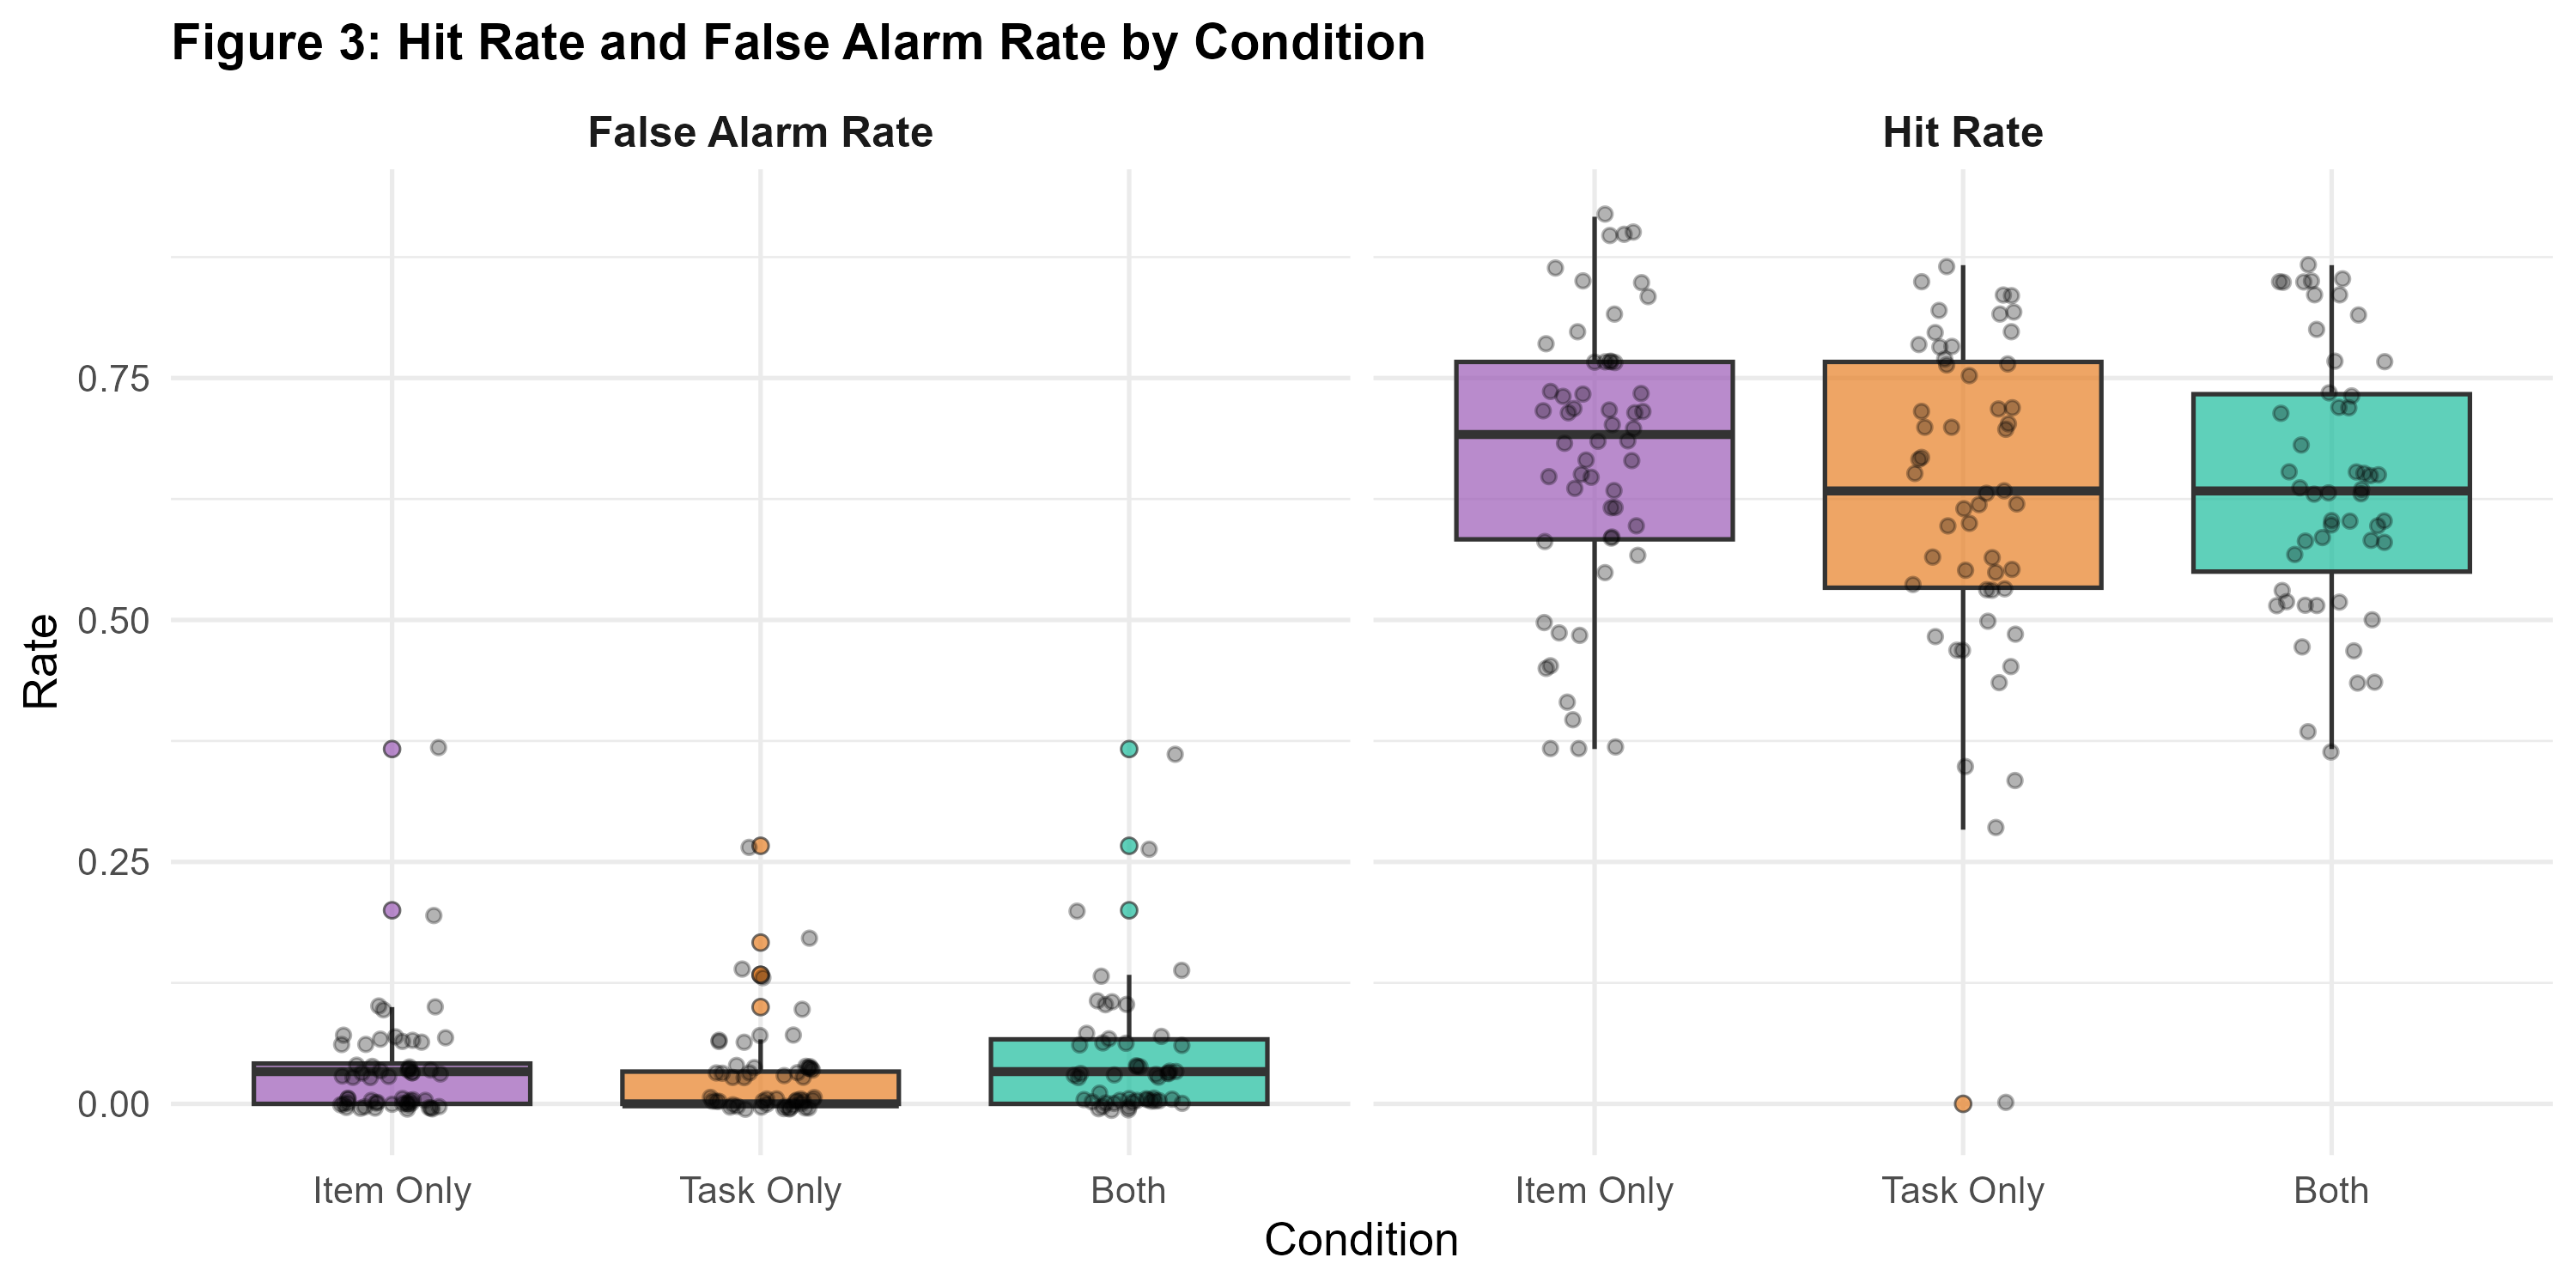 Figure 3: Hit Rate and False Alarm Rate by Condition
False Alarm Rate
Hit Rate
Rate
0.75
0.50
0.25
0.00
Item Only
Task Only
Both
Item Only
Task Only
Both
Condition